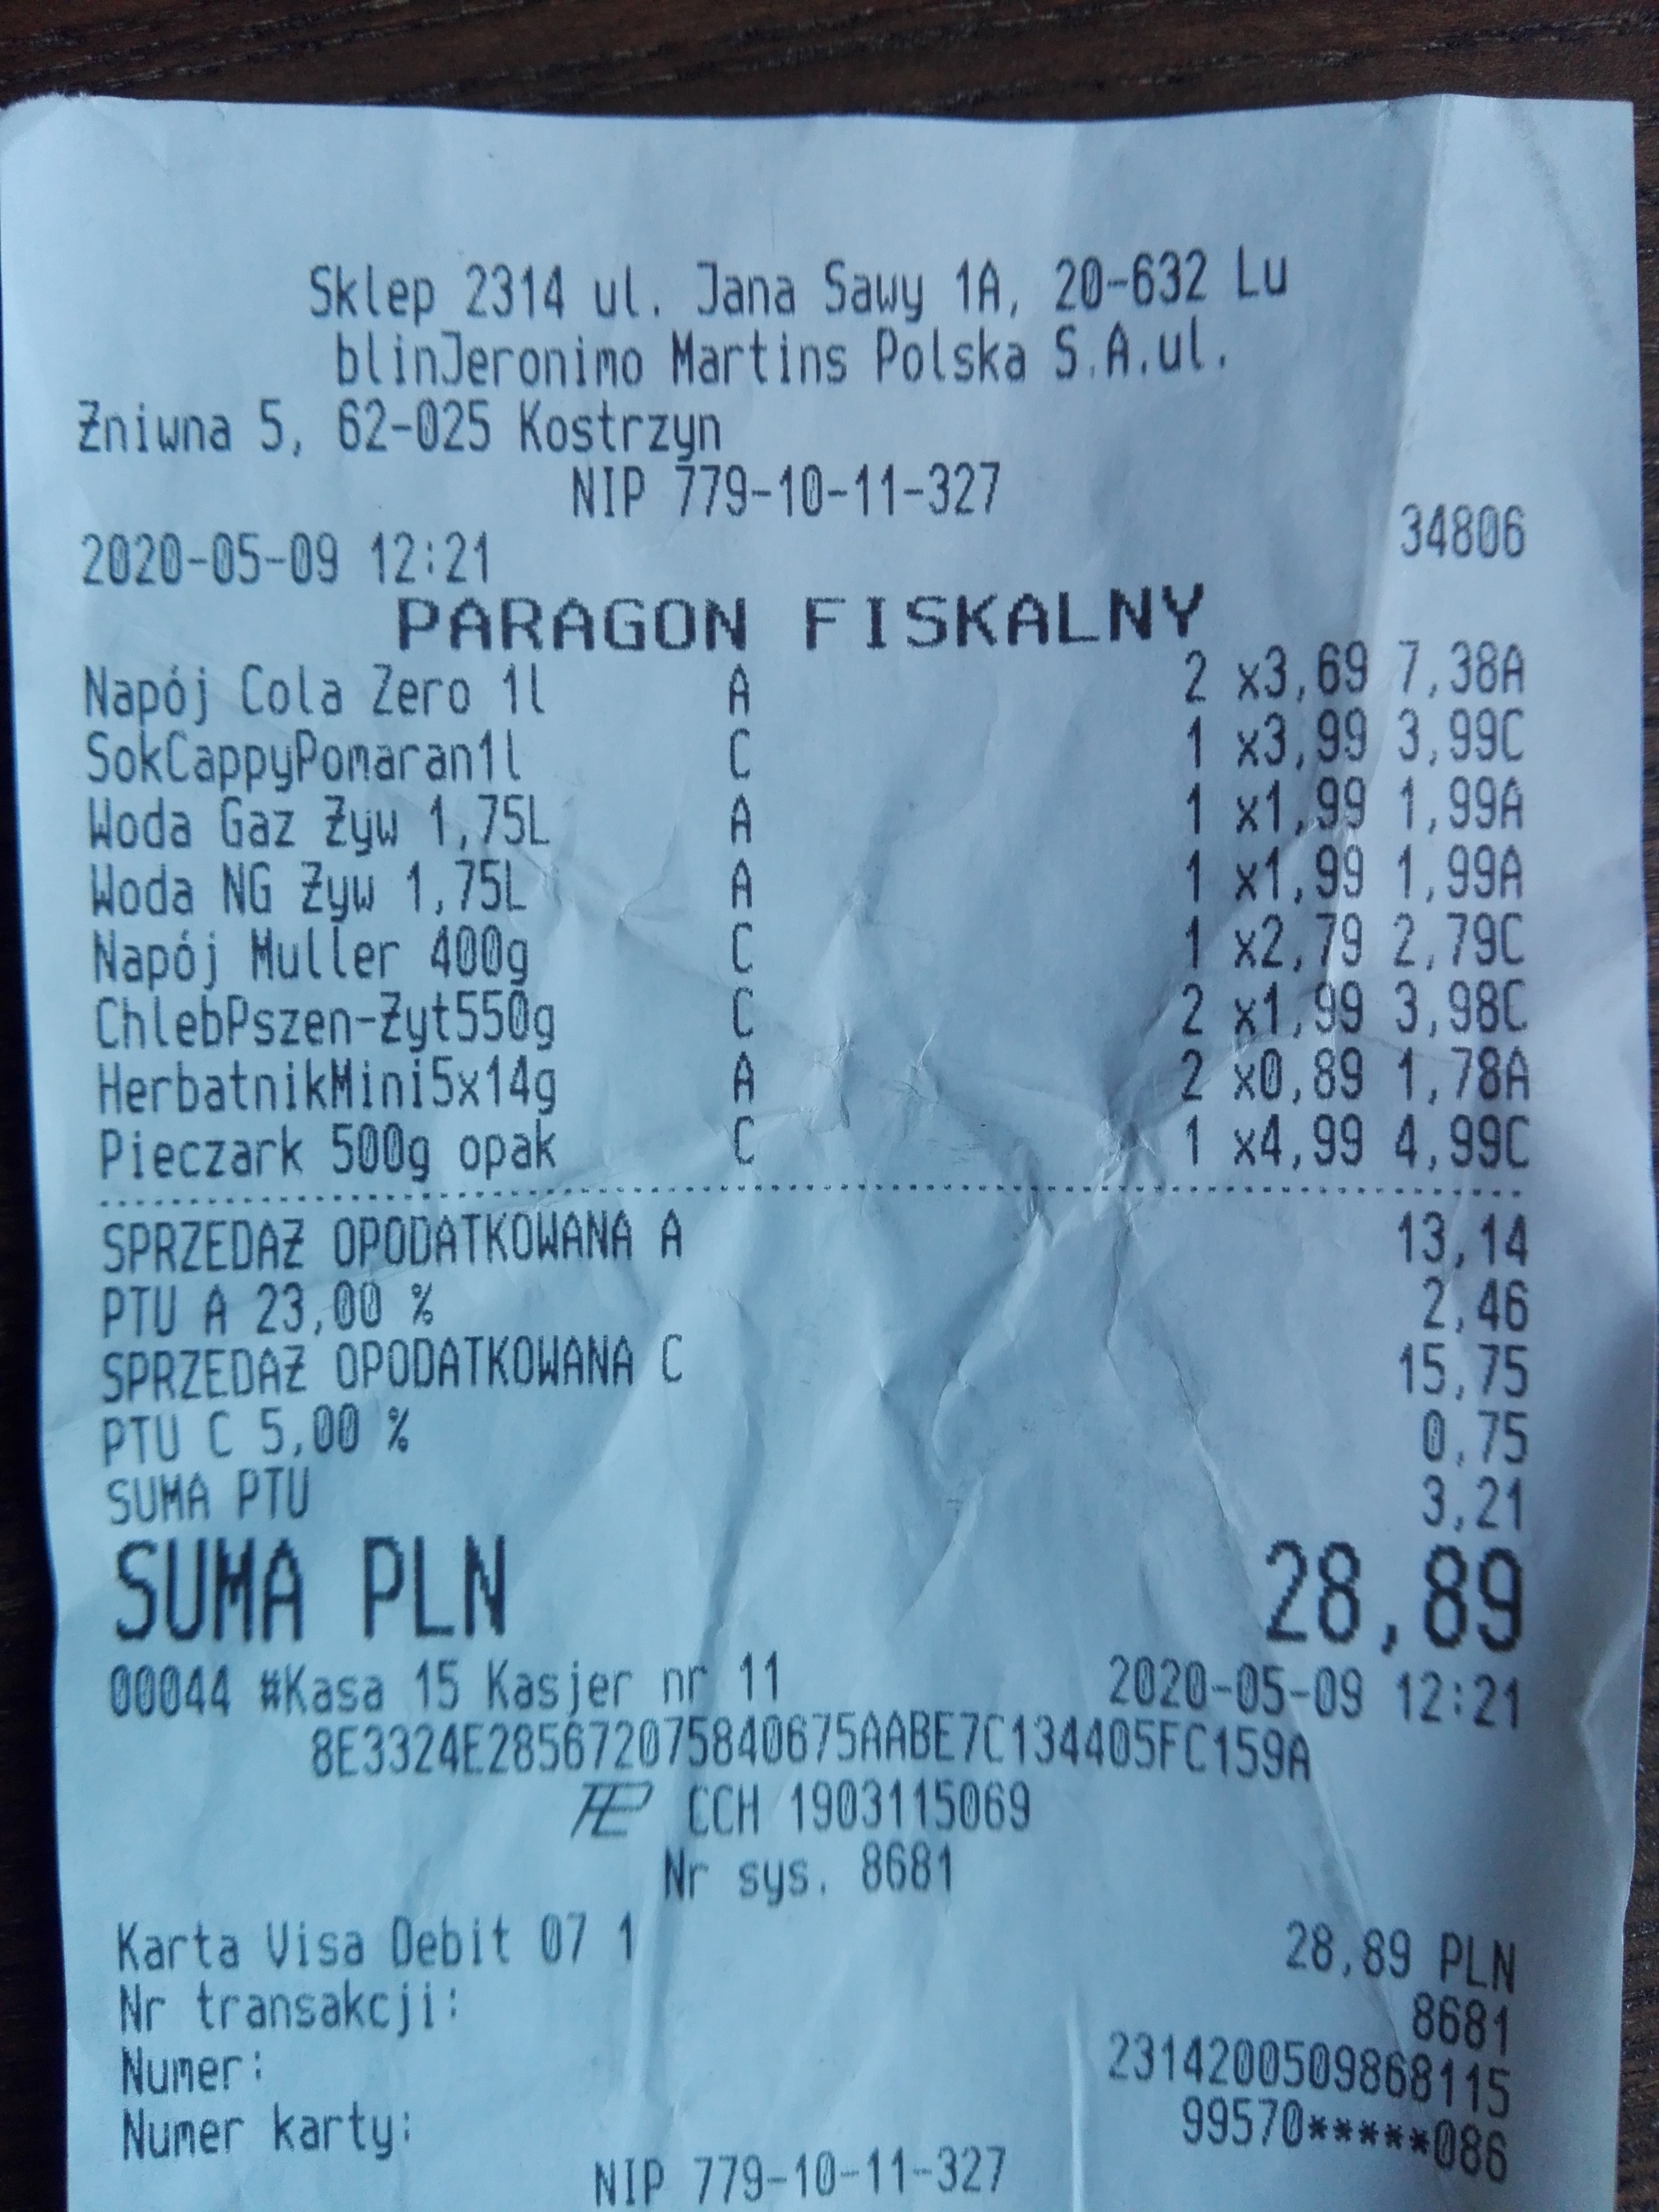 Sklep 2314 ul. Jana Sawy 1A, 20-632 Lu
blinJeronimo Martins Polska S.A.ul.
Żniwna 5, 62-025 Kostrzyn
NIP 779-10-11-327
2020-05-09 12:21 34806
PARAGON FISKALNY
Napój Cola Zero 1l A 2 x3,69 7,38A
SokCappyPomaran1l C 1 x3,99 3,99C
Woda Gaz Żyw 1,75L A 1 x1,99 1,99A
Woda NG Żyw 1,75L A 1 x1,99 1,99A
Napój Muller 400g C 1 x2,79 2,79C
ChlebPszen-Żyt550g C 2 x1,99 3,98C
HerbatnikMini5x14g A 2 x0,89 1,78A
Pieczark 500g opak C 1 x4,99 4,99C
SPRZEDAŻ OPODATKOWANA A 13,14
PTU A 23,00 % 2,46
SPRZEDAŻ OPODATKOWANA C 15,75
PTU C 5,00 % 0,75
SUMA PTU 3,21
SUMA PLN 28,89
00044 #Kasa 15 Kasjer nr 11 2020-05-09 12:21
8E3324E285672075840675AABE7C134405FC159A
CCH 1903115069
Nr sys. 8681
Karta Visa Debit 07 1 28,89 PLN
Nr transakcji: 8681
Numer: 2314200509868115
Numer karty: 99570*****086
NIP 779-10-11-327